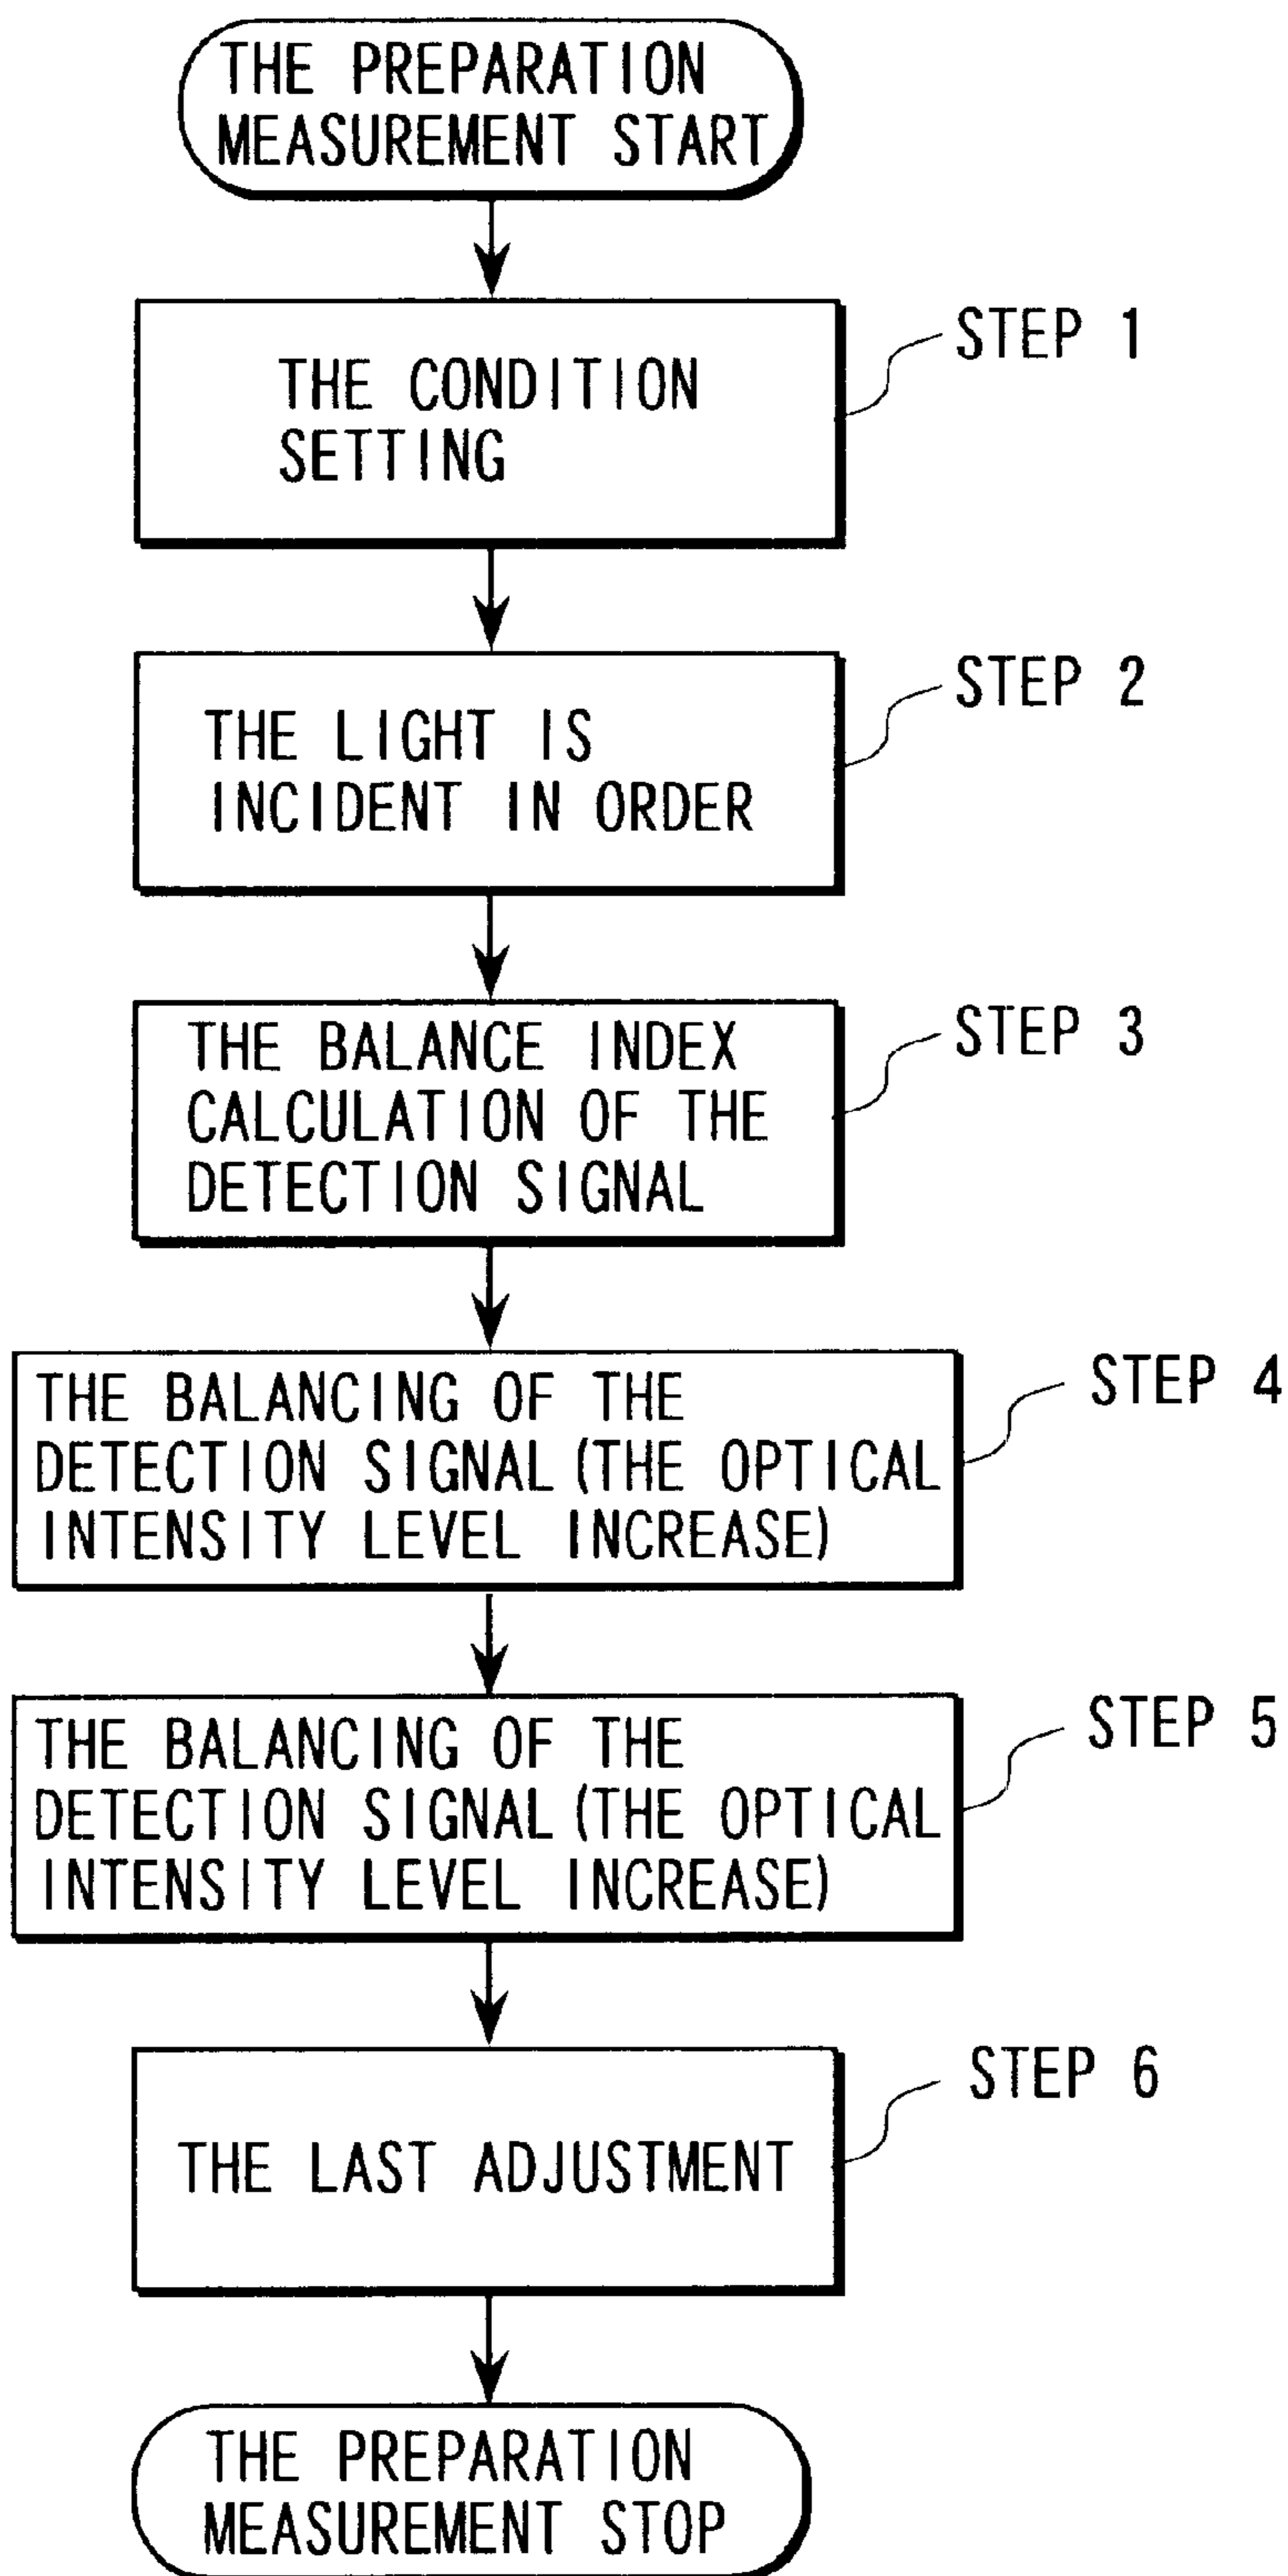 THE PREPARATION
MEASUREMENT START
STEP 1
THE CONDITION
SETTING
STEP 2
THE LIGHT IS
INCIDENT IN ORDER
STEP 3
THE BALANCE INDEX
CALCULATION OF THE
DETECTION SIGNAL
STEP 4
THE BALANCING OF THE
DETECTION SIGNAL (THE OPTICAL
INTENSITY LEVEL INCREASE)
STEP 5
THE BALANCING OF THE
DETECTION SIGNAL (THE OPTICAL
INTENSITY LEVEL INCREASE)
STEP 6
THE LAST ADJUSTMENT
THE PREPARATION
MEASUREMENT STOP